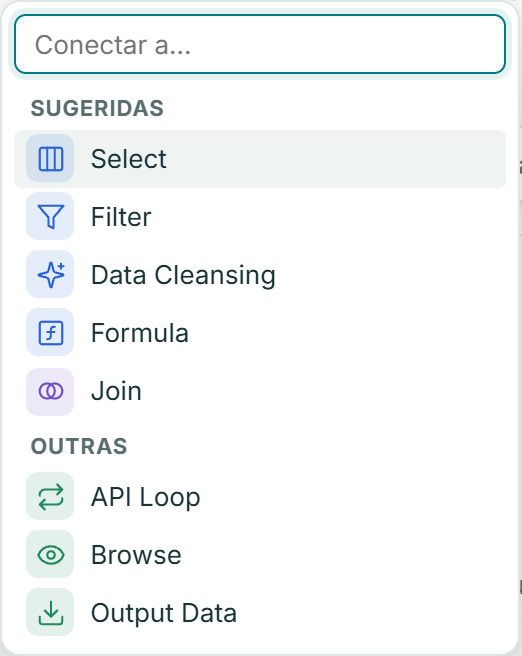 Conectar a...
SUGERIDAS
Select
Filter
Data Cleansing
Formula
Join
OUTRAS
API Loop
Browse
Output Data